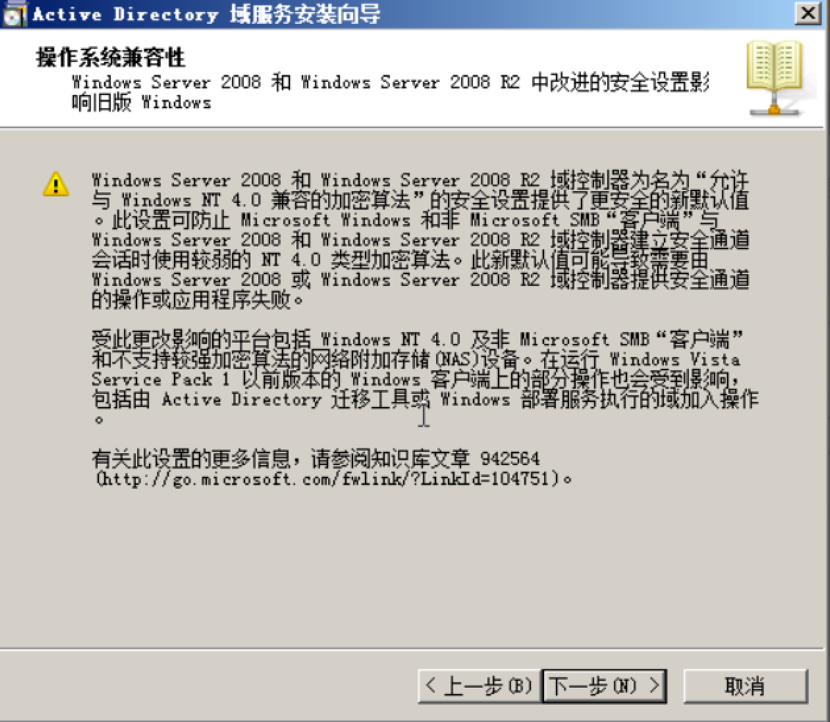 Active Directory 域服务安装向导
操作系统兼容性
Windows Server 2008 和 Windows Server 2008 R2 中改进的安全设置影
响旧版 Windows
Windows Server 2008 和 Windows Server 2008 R2 域控制器为名为“允许
与 Windows NT 4.0 兼容的加密算法”的安全设置提供了更安全的新默认值
。此设置可防止 Microsoft Windows 和非 Microsoft SMB“客户端”与
Windows Server 2008 和 Windows Server 2008 R2 域控制器建立安全通道
会话时使用较弱的 NT 4.0 类型加密算法。此新默认值可能导致需要由
Windows Server 2008 或 Windows Server 2008 R2 域控制器提供安全通道
的操作或应用程序失败。
受此更改影响的平台包括 Windows NT 4.0 及非 Microsoft SMB“客户端”
和不支持较强加密算法的网络附加存储(NAS)设备。在运行 Windows Vista
Service Pack 1 以前版本的 Windows 客户端上的部分操作也会受到影响，
包括由 Active Directory 迁移工具或 Windows 部署服务执行的域加入操作
。
有关此设置的更多信息，请参阅知识库文章 942564
(http://go.microsoft.com/fwlink/?LinkId=104751)。
< 上一步(B) 下一步(N) > 取消